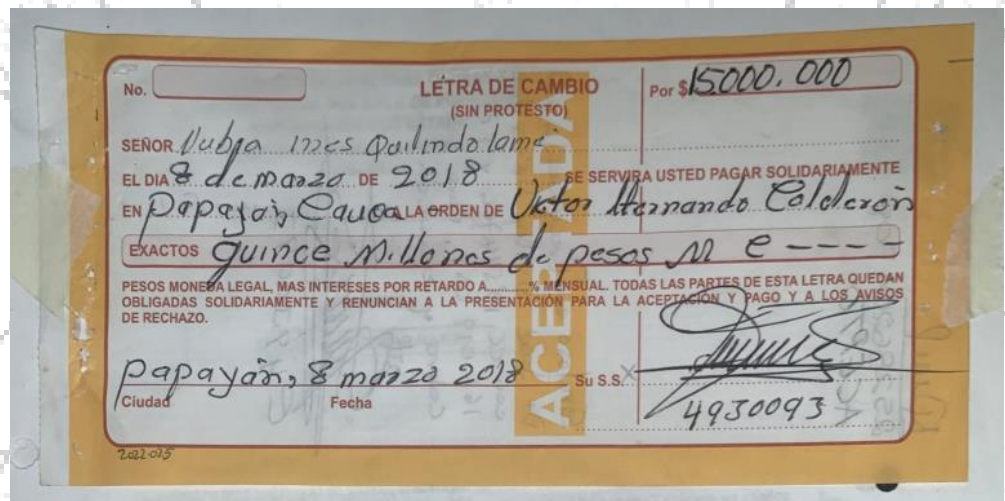 No. LETRA DE CAMBIO Por $15.000.000
(SIN PROTESTO)
SEÑOR Nubia Ines Quilindo lame
EL DIA 8 de marzo DE 2018 SE SERVIRA USTED PAGAR SOLIDARIAMENTE
EN Popayán Cauca A LA ORDEN DE Victor Hernando Calderón
EXACTOS quince Millones de pesos M C ----
PESOS MONEDA LEGAL, MAS INTERESES POR RETARDO A........% MENSUAL. TODAS LAS PARTES DE ESTA LETRA QUEDAN
OBLIGADAS SOLIDARIAMENTE Y RENUNCIAN A LA PRESENTACIÓN PARA LA ACEPTACIÓN Y PAGO Y A LOS AVISOS
DE RECHAZO.
ACEPTADA
Popayán, 8 marzo 2018 Su S.S. X
Ciudad Fecha
4930093
2022-025